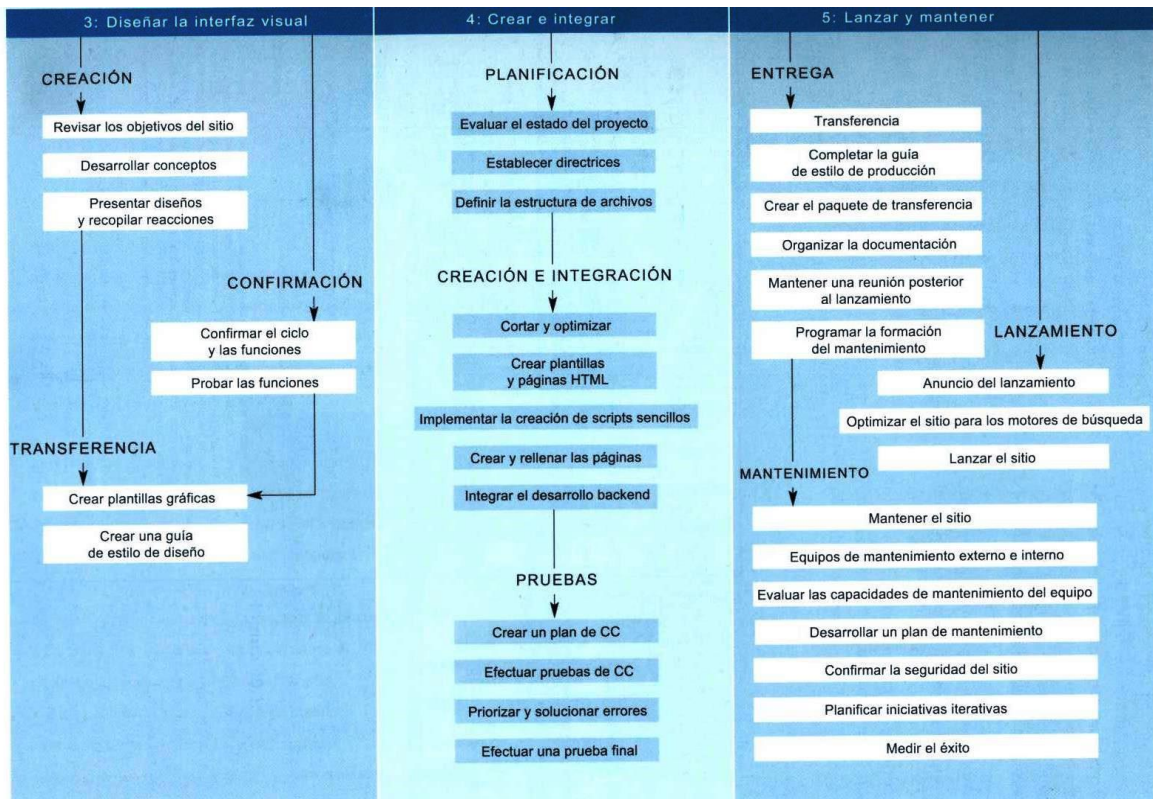 3: Diseñar la interfaz visual
CREACIÓN
Revisar los objetivos del sitio
Desarrollar conceptos
Presentar diseños
y recopilar reacciones
CONFIRMACIÓN
Confirmar el ciclo
y las funciones
Probar las funciones
TRANSFERENCIA
Crear plantillas gráficas
Crear una guía
de estilo de diseño
4: Crear e integrar
PLANIFICACIÓN
Evaluar el estado del proyecto
Establecer directrices
Definir la estructura de archivos
CREACIÓN E INTEGRACIÓN
Cortar y optimizar
Crear plantillas
y páginas HTML
Implementar la creación de scripts sencillos
Crear y rellenar las páginas
Integrar el desarrollo backend
PRUEBAS
Crear un plan de CC
Efectuar pruebas de CC
Priorizar y solucionar errores
Efectuar una prueba final
5: Lanzar y mantener
ENTREGA
Transferencia
Completar la guía
de estilo de producción
Crear el paquete de transferencia
Organizar la documentación
Mantener una reunión posterior
al lanzamiento
Programar la formación
del mantenimiento
LANZAMIENTO
Anuncio del lanzamiento
Optimizar el sitio para los motores de búsqueda
Lanzar el sitio
MANTENIMIENTO
Mantener el sitio
Equipos de mantenimiento externo e interno
Evaluar las capacidades de mantenimiento del equipo
Desarrollar un plan de mantenimiento
Confirmar la seguridad del sitio
Planificar iniciativas iterativas
Medir el éxito